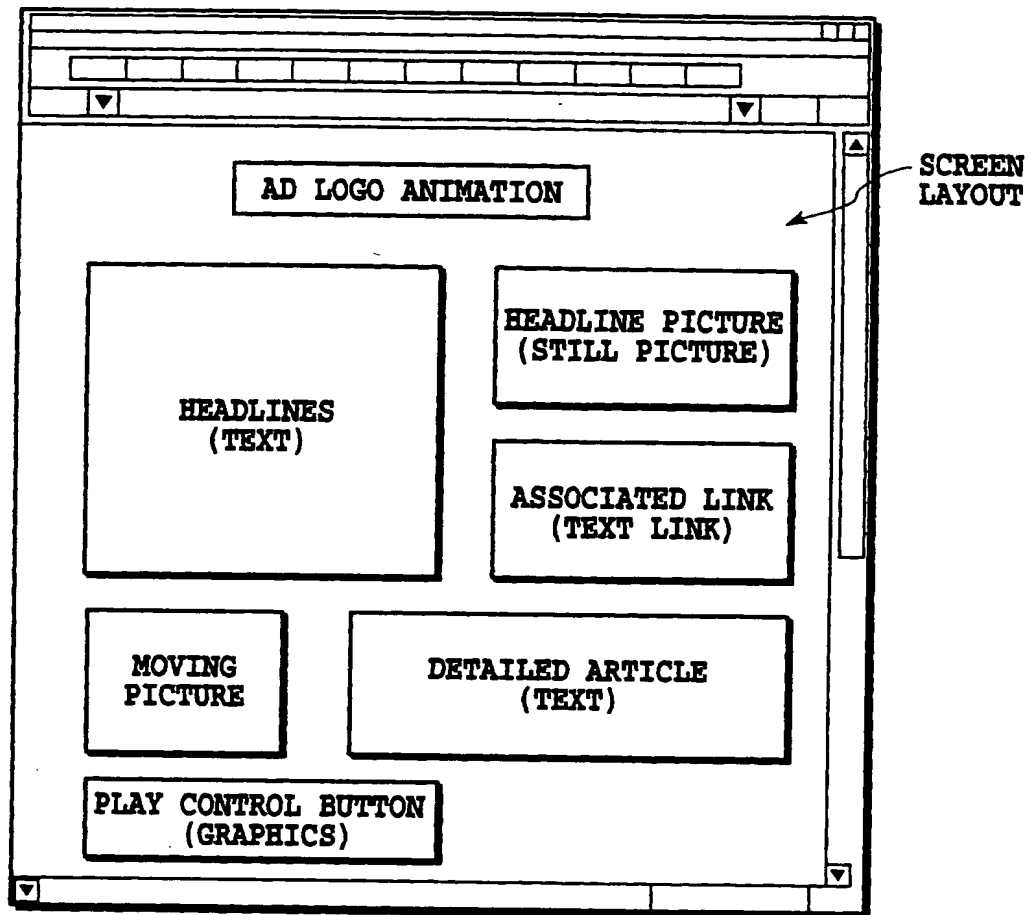 AD LOGO ANIMATION
SCREEN
LAYOUT
HEADLINES
(TEXT)
HEADLINE PICTURE
(STILL PICTURE)
ASSOCIATED LINK
(TEXT LINK)
MOVING
PICTURE
DETAILED ARTICLE
(TEXT)
PLAY CONTROL BUTTON
(GRAPHICS)